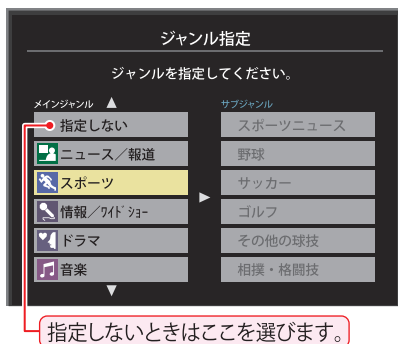 ジャンル指定
ジャンルを指定してください。
メインジャンル
指定しない
ニュース／報道
スポーツ
情報／ワイドショー
ドラマ
音楽
サブジャンル
スポーツニュース
野球
サッカー
ゴルフ
その他の球技
相撲・格闘技
指定しないときはここを選びます。